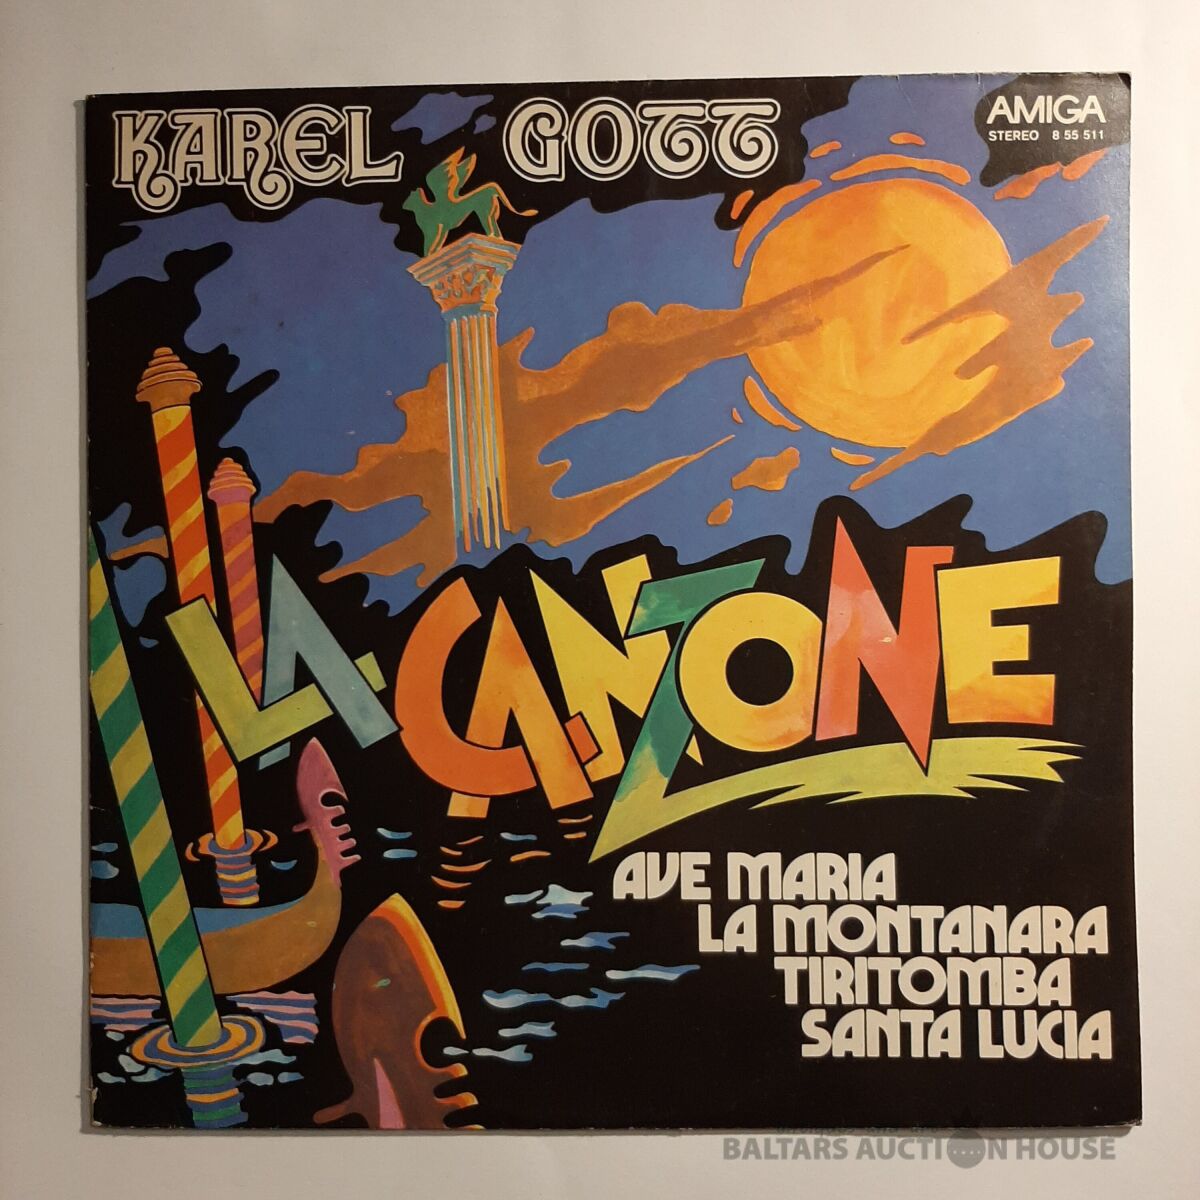 KAREL GOTT
AMIGA
STEREO 8 55 511
LA CANZONE
AVE MARIA
LA MONTANARA
TIRITOMBA
SANTA LUCIA
BALTARS AUCTION HOUSE